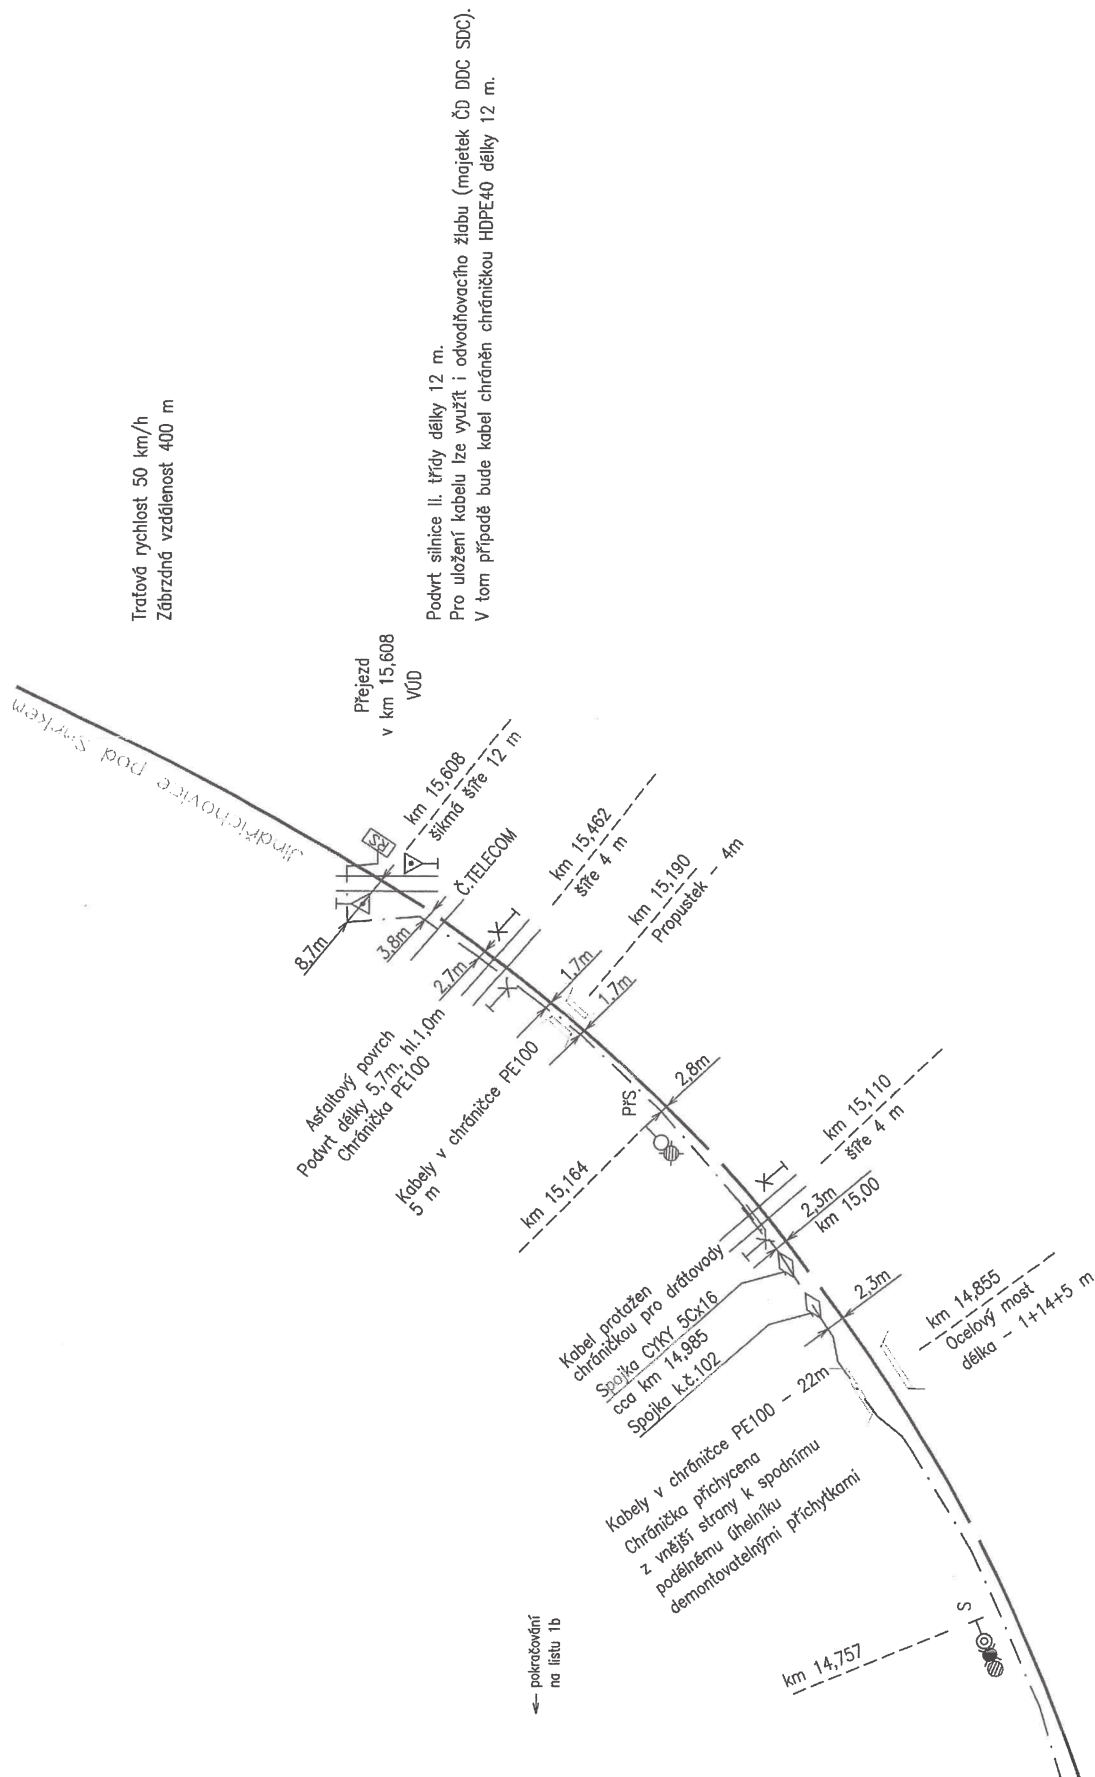 Traťová rychlost 50 km/h
Zábrzdná vzdálenost 400 m
Podvrt silnice II. třídy délky 12 m.
Pro uložení kabelu lze využít i odvodňovacího žlabu (majetek ČD DDC SDC).
V tom případě bude kabel chráněn chráničkou HDPE40 délky 12 m.
Přejezd
v km 15,608
VÚD
Jindřichovice pod Smrkem
RS
km 15,608
šikmá šíře 12 m
Č.TELECOM
8,7m
3,8m
2,7m
km 15,462
šíře 4 m
Asfaltový povrch
Podvrt délky 5,7m, hl.1,0m
Chránička PE100
km 15,190
Propustek - 4m
1,7m
1,7m
Kabely v chráničce PE100
5 m
PřS.
2,8m
km 15,164
km 15,110
šíře 4 m
2,3m
km 15,00
Kabel protažen
chráničkou pro drátovody
Spojka CYKY 5Cx16
cca km 14,985
Spojka k.č.102
2,3m
km 14,855
Ocelový most
délka - 1+14+5 m
Kabely v chráničce PE100 - 22m
Chránička přichycena
z vnější strany k spodnímu
podélnému úhelníku
demontovatelnými příchytkami
S
km 14,757
← pokračování
na listu 1b